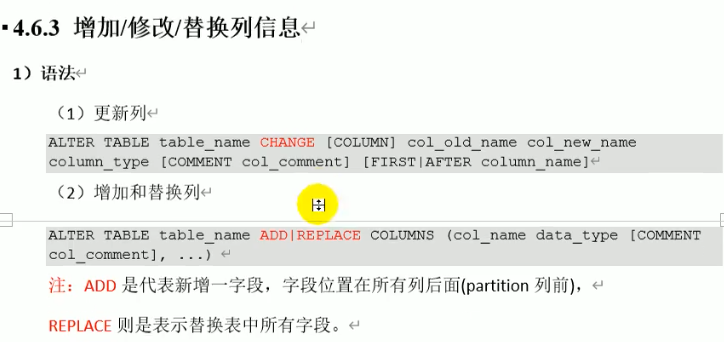 4.6.3 增加/修改/替换列信息
1）语法
（1）更新列
ALTER TABLE table_name CHANGE [COLUMN] col_old_name col_new_name
column_type [COMMENT col_comment] [FIRST|AFTER column_name]
（2）增加和替换列
ALTER TABLE table_name ADD|REPLACE COLUMNS (col_name data_type [COMMENT
col_comment], ...)
注：ADD 是代表新增一字段，字段位置在所有列后面(partition 列前)，
REPLACE 则是表示替换表中所有字段。